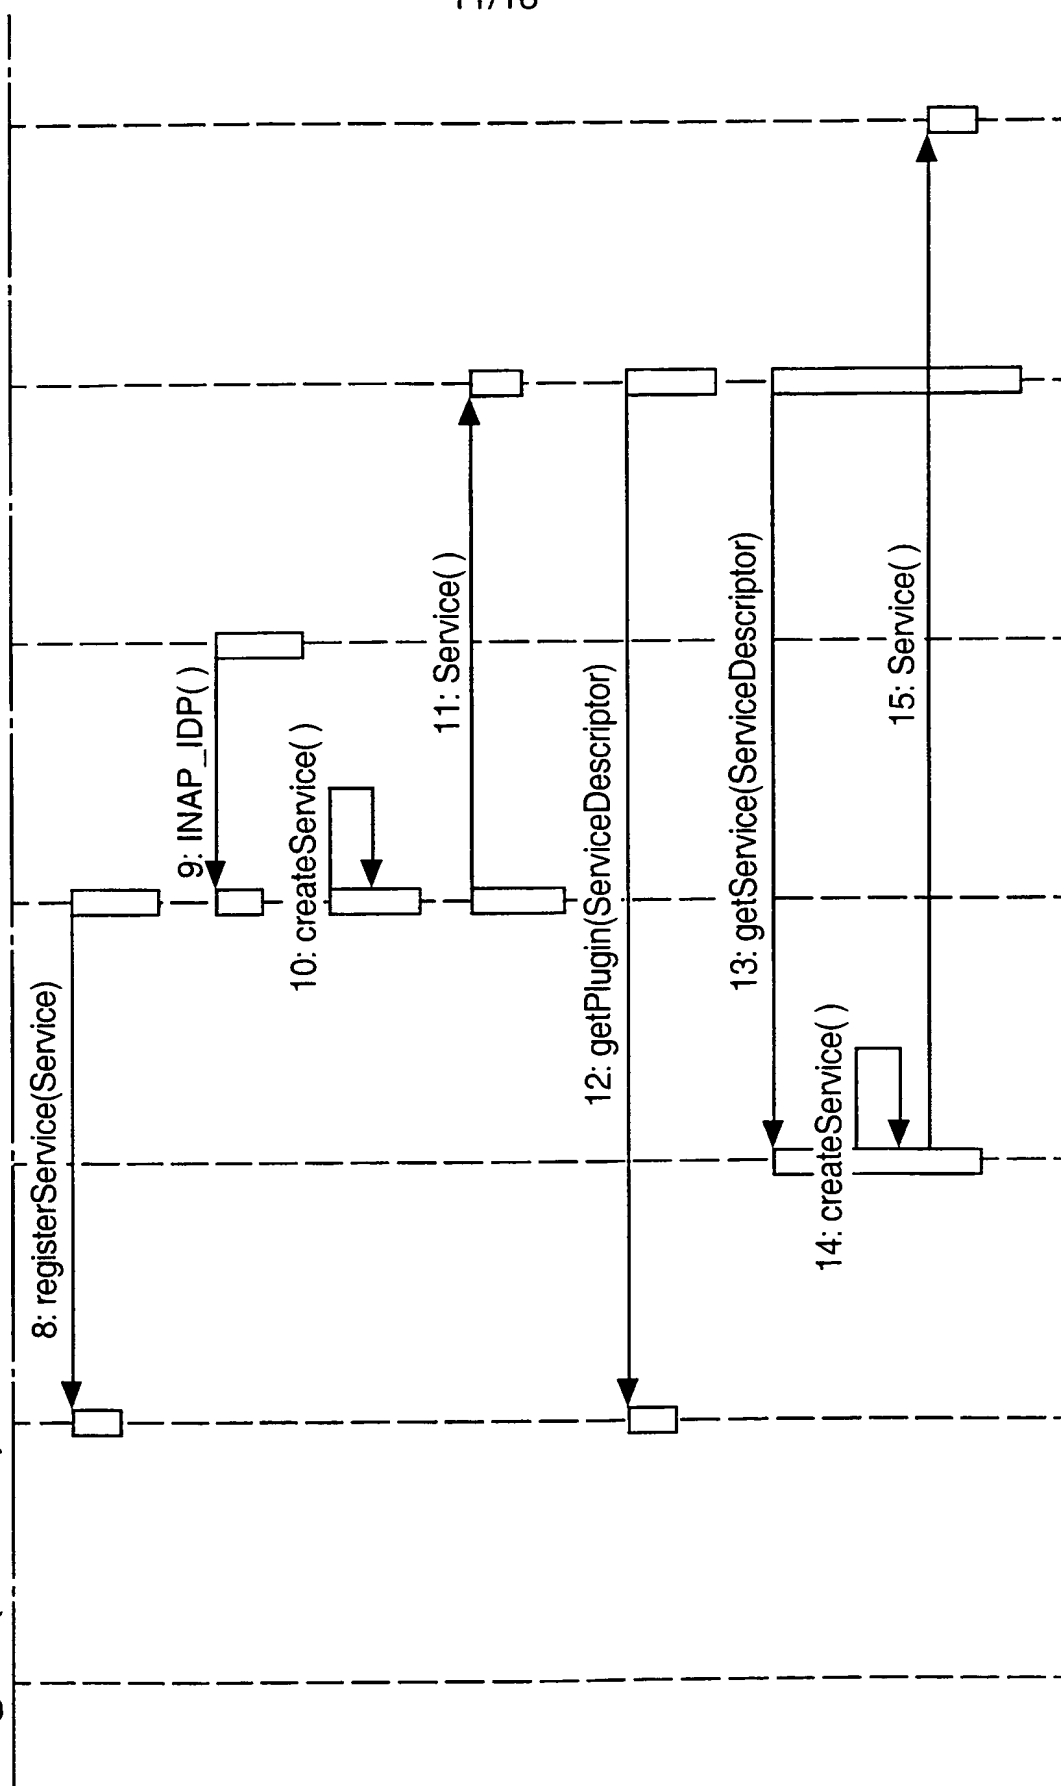 8: registerService(Service)
9: INAP_IDP( )
10: createService( )
11: Service( )
12: getPlugin(ServiceDescriptor)
13: getService(ServiceDescriptor)
14: createService( )
15: Service( )